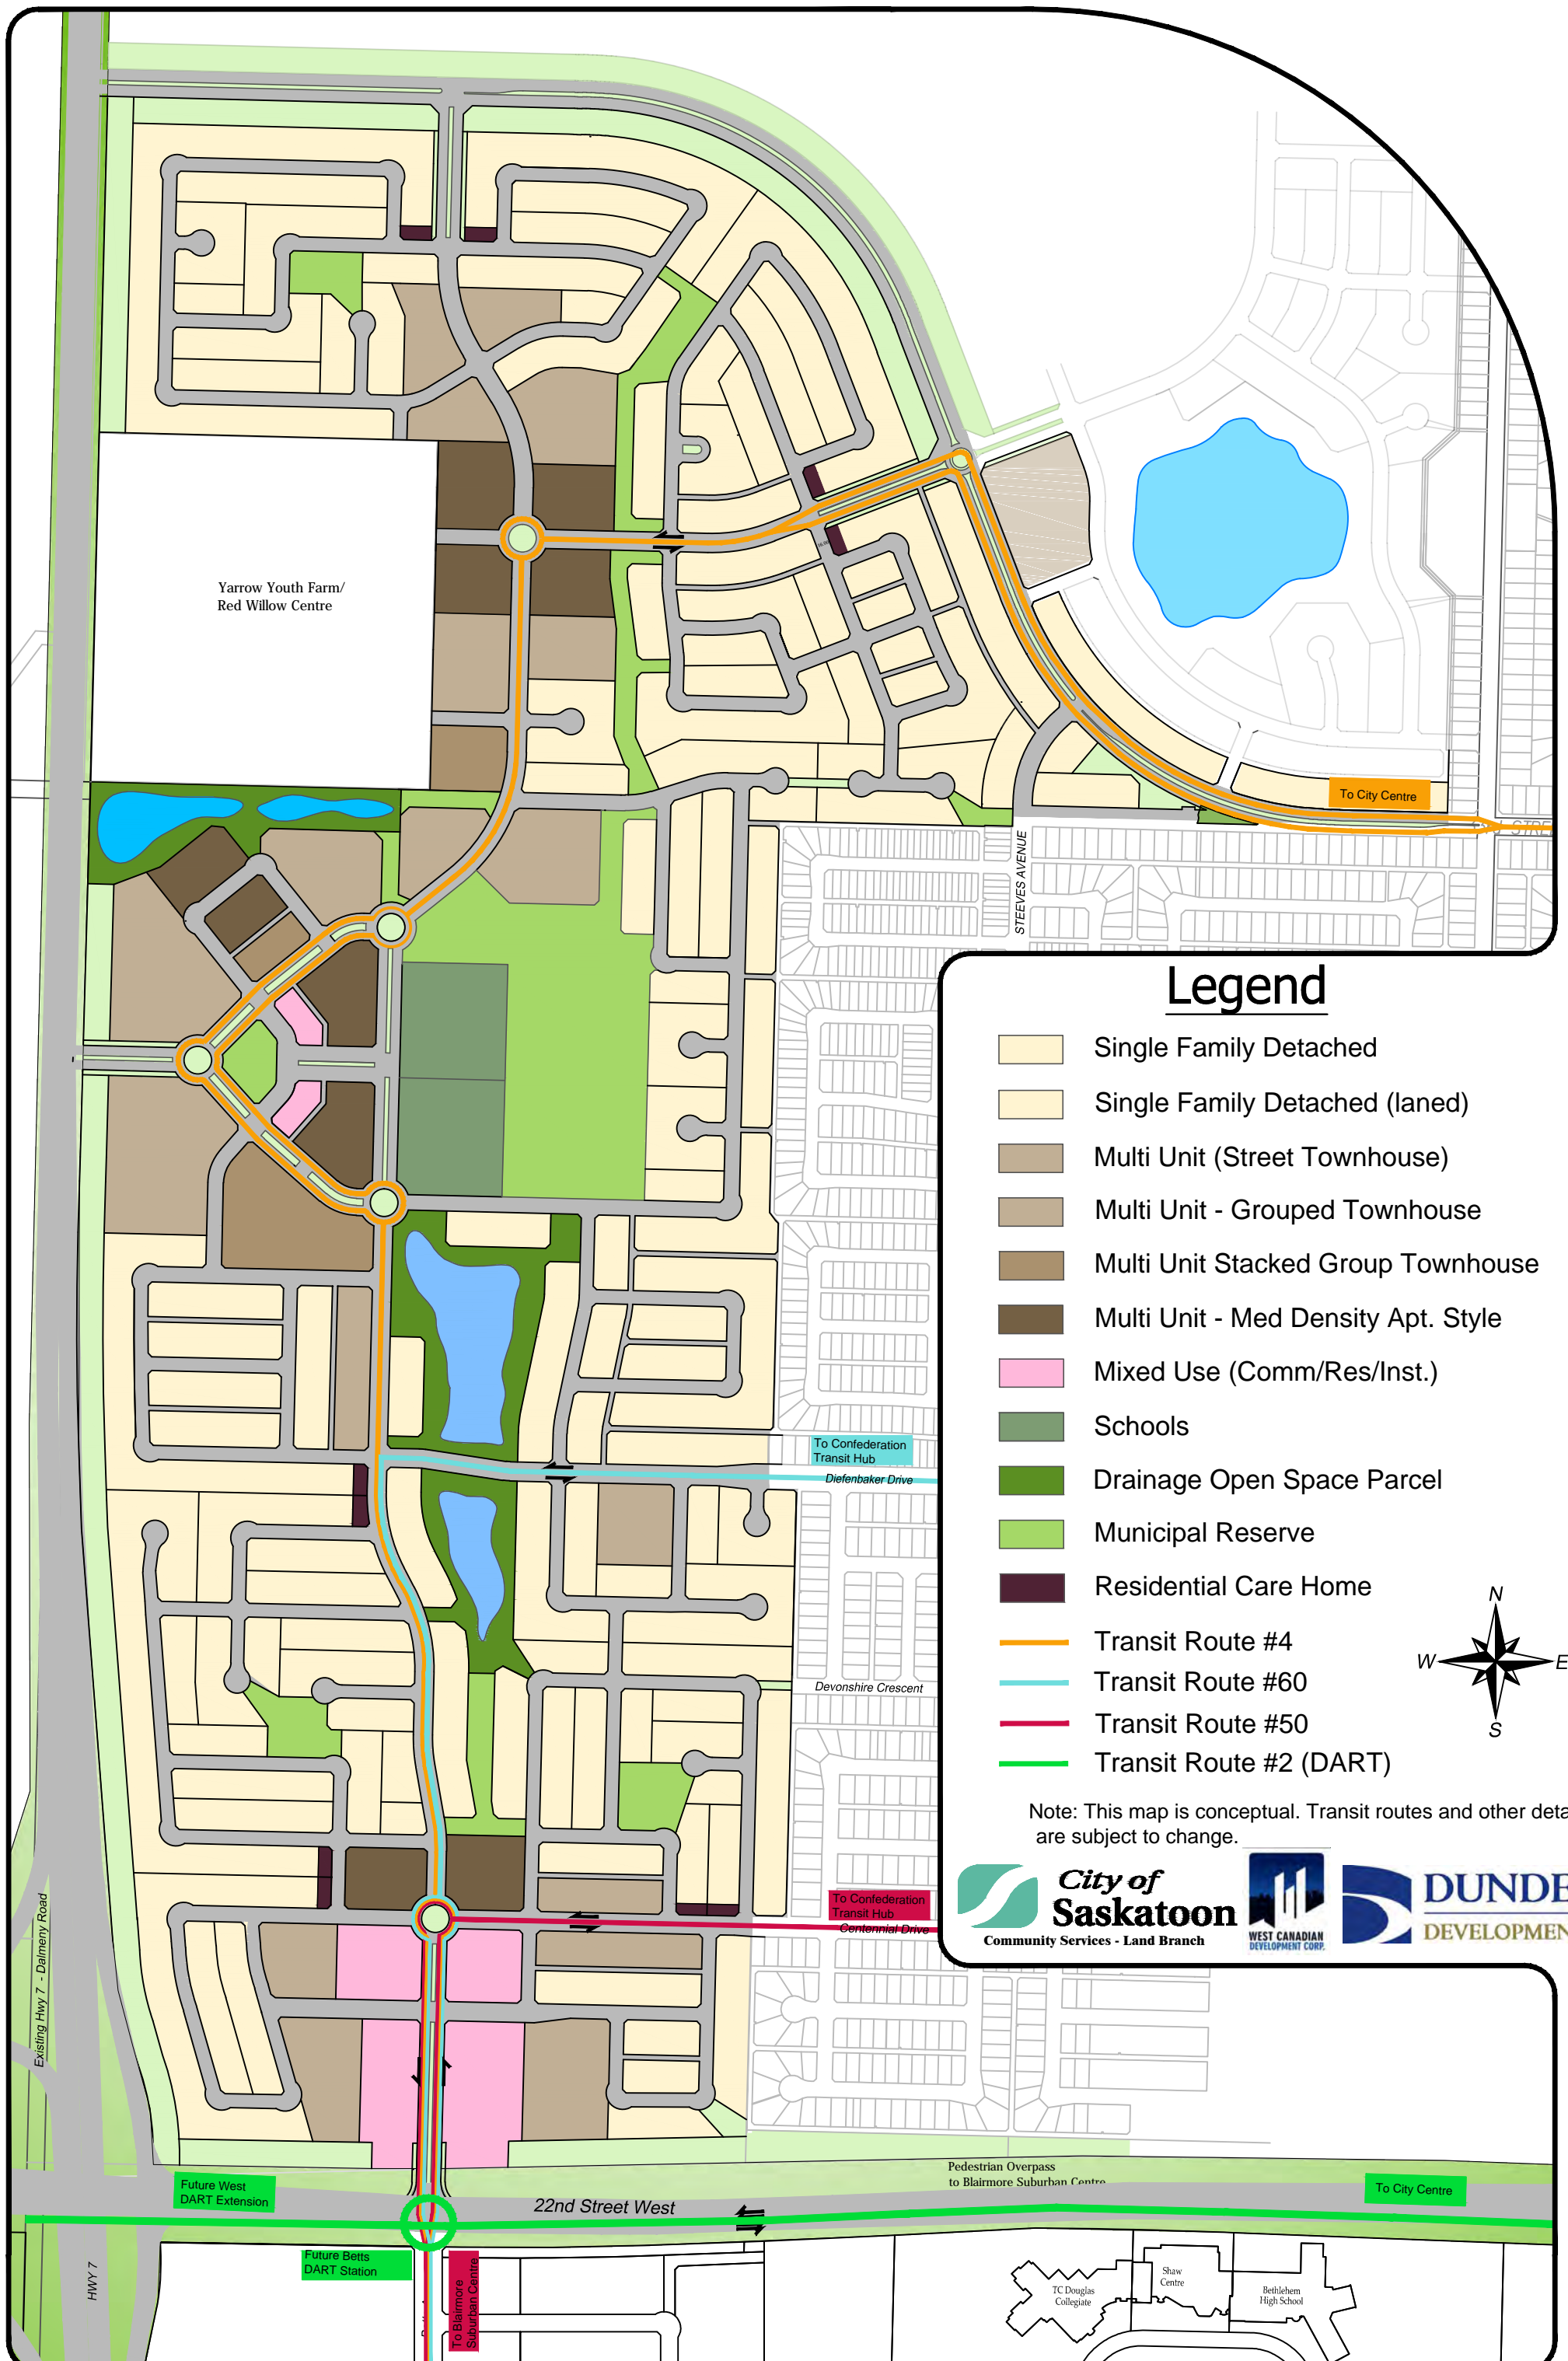 Yarrow Youth Farm/
Red Willow Centre
To City Centre
STEEVES AVENUE
Legend
Single Family Detached
Single Family Detached (laned)
Multi Unit (Street Townhouse)
Multi Unit - Grouped Townhouse
Multi Unit Stacked Group Townhouse
Multi Unit - Med Density Apt. Style
Mixed Use (Comm/Res/Inst.)
Schools
Drainage Open Space Parcel
Municipal Reserve
Residential Care Home
Transit Route #4
Transit Route #60
Transit Route #50
Transit Route #2 (DART)
N
W
E
S
Note: This map is conceptual. Transit routes and other deta
are subject to change.
City of
Saskatoon
Community Services - Land Branch
WEST CANADIAN
DEVELOPMENT CORP.
DUNDE
DEVELOPMEN
To Confederation
Transit Hub
Diefenbaker Drive
Devonshire Crescent
To Confederation
Transit Hub
Centennial Drive
Existing Hwy 7 - Dalmeny Road
Pedestrian Overpass
to Blairmore Suburban Centre
Future West
DART Extension
22nd Street West
To City Centre
Future Betts
DART Station
To Blairmore
Suburban Centre
HWY 7
TC Douglas
Collegiate
Shaw
Centre
Bethlehem
High School